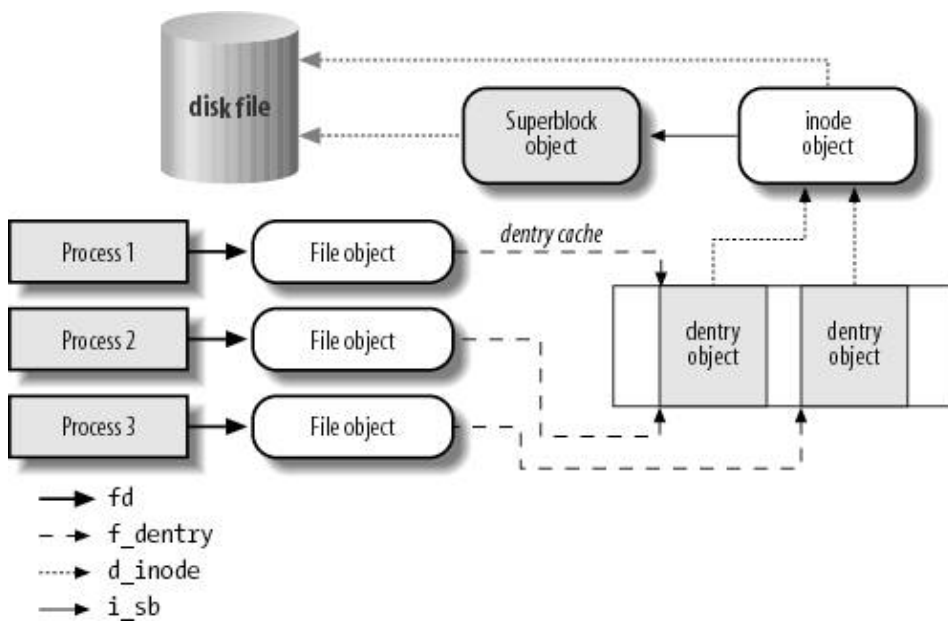 disk file
Superblock
object
inode
object
Process 1
File object
dentry cache
Process 2
File object
dentry
object
dentry
object
Process 3
File object
fd
f_dentry
d_inode
i_sb